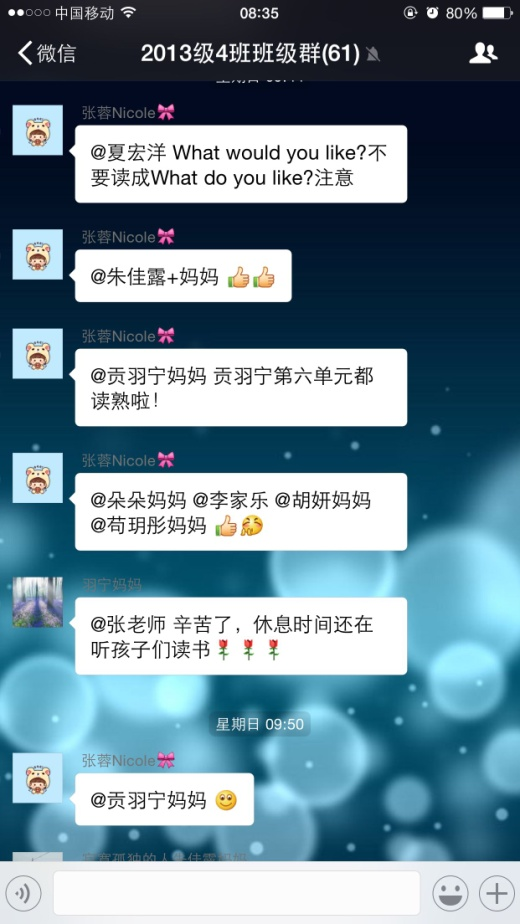 中国移动
08:35
80%
微信
2013级4班班级群(61)
张蓉Nicole
@夏宏洋 What would you like?不
要读成What do you like?注意
张蓉Nicole
@朱佳露+妈妈 👍👍
张蓉Nicole
@贡羽宁妈妈 贡羽宁第六单元都
读熟啦！
张蓉Nicole
@朵朵妈妈 @李家乐 @胡妍妈妈
@苟玥彤妈妈
羽宁妈妈
@张老师 辛苦了，休息时间还在
听孩子们读书🌹🌹🌹
星期日 09:50
张蓉Nicole
@贡羽宁妈妈